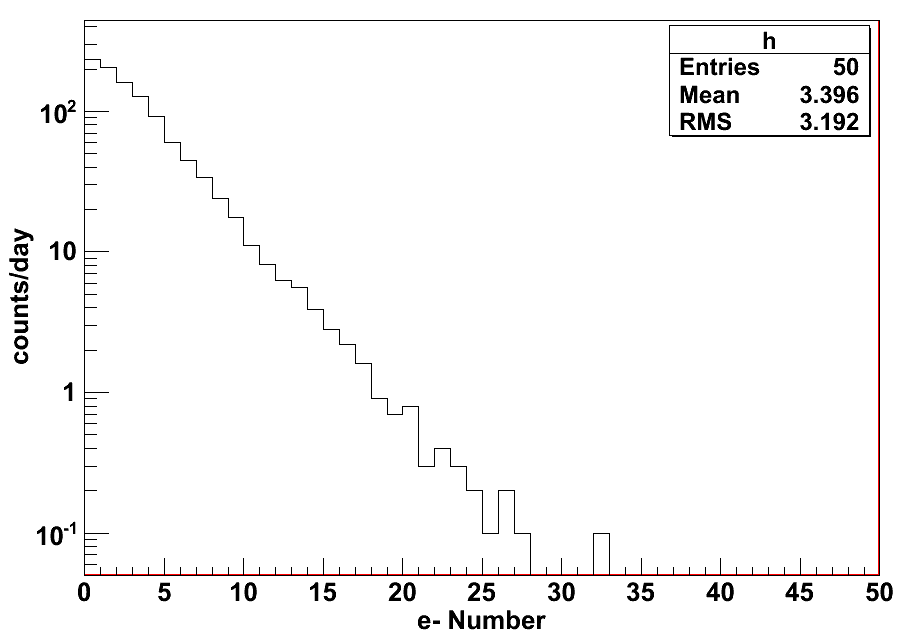 h
Entries 50
Mean 3.396
RMS 3.192
10²
10
1
10⁻¹
counts/day
0 5 10 15 20 25 30 35 40 45 50
e- Number